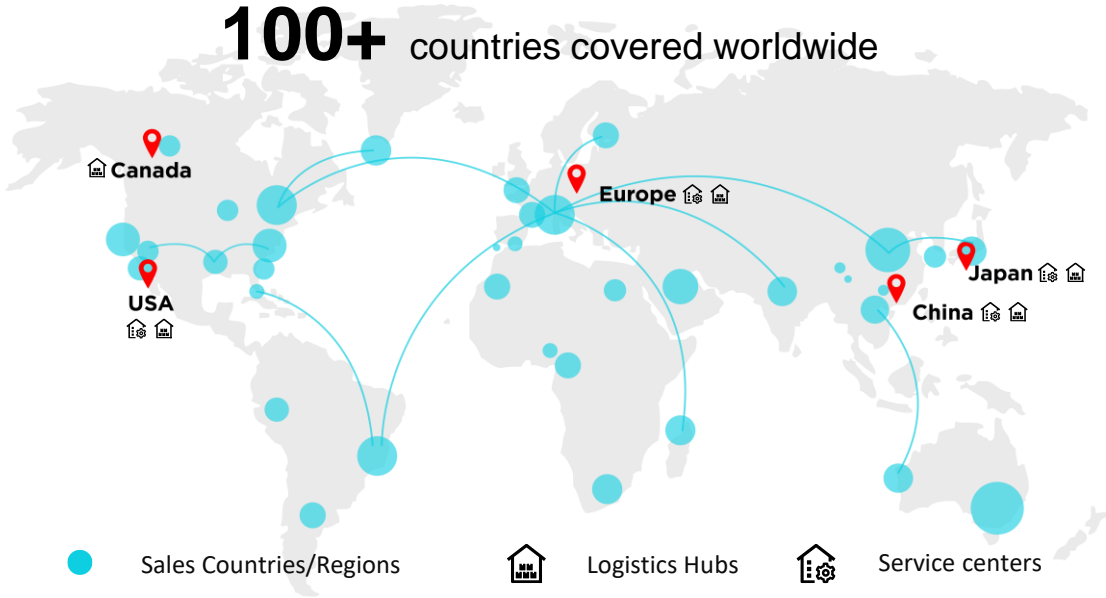 100+ countries covered worldwide
Canada
Europe
Japan
USA
China
Sales Countries/Regions
Logistics Hubs
Service centers